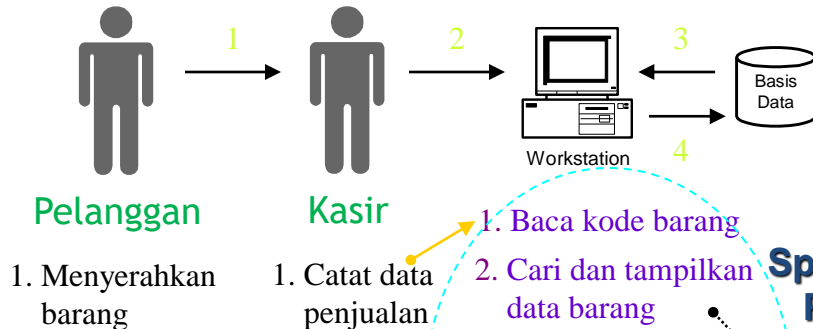 1 2 3
Basis
Data
Workstation 4
Pelanggan Kasir
1. Baca kode barang
1. Menyerahkan
barang
1. Catat data
penjualan
2. Cari dan tampilkan
data barang